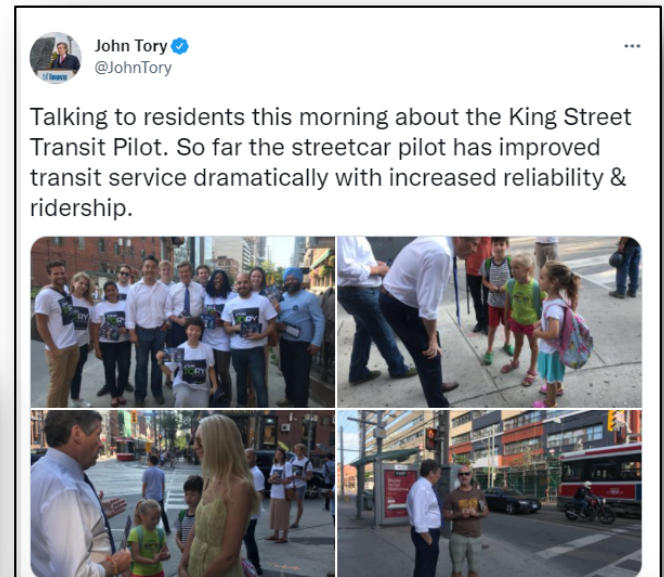 John Tory
@JohnTory
Talking to residents this morning about the King Street
Transit Pilot. So far the streetcar pilot has improved
transit service dramatically with increased reliability &
ridership.
TORY